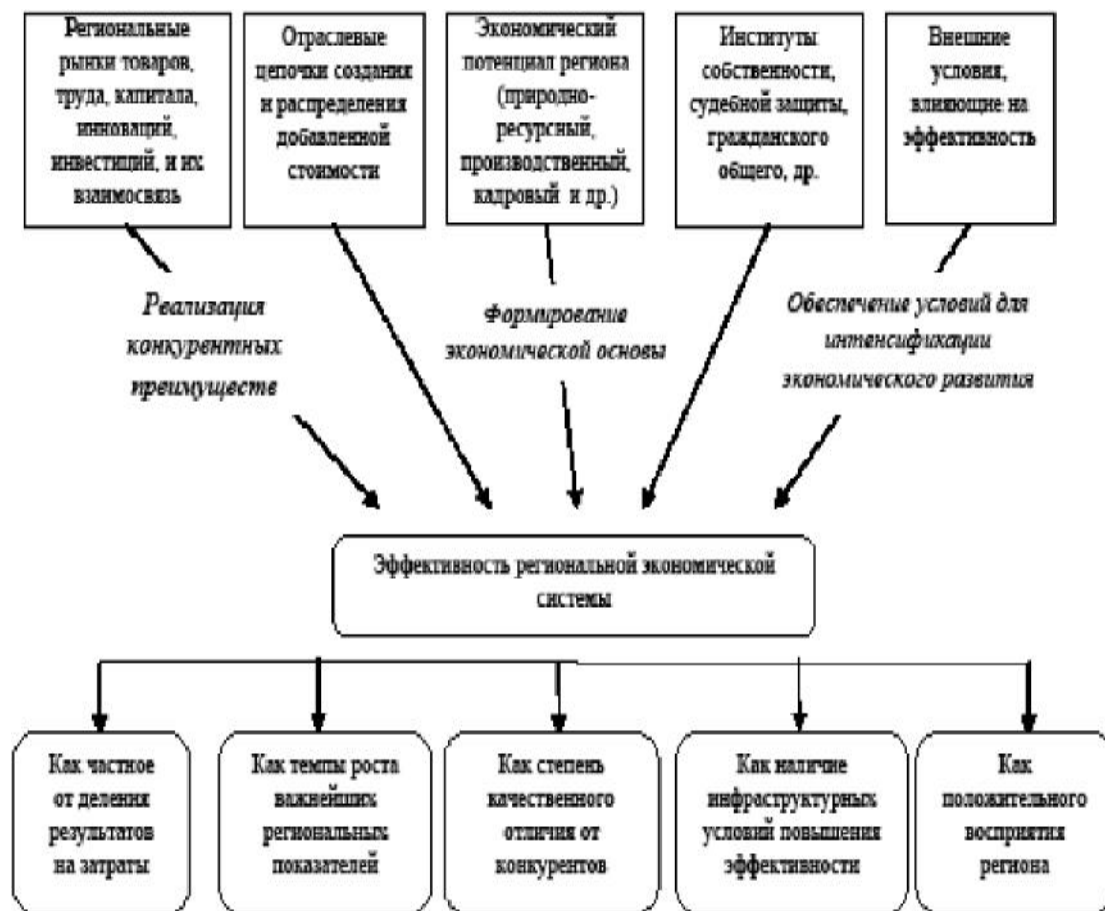 Региональные
рынки товаров,
труда, капитала,
инноваций,
инвестиций, и их
взаимосвязь
Отраслевые
цепочки создания
и распределения
добавленной
стоимости
Экономический
потенциал региона
(природно-
ресурсный,
производственный,
кадровый и др.)
Институты
собственности,
судебной защиты,
гражданского
общего, др.
Внешние
условия,
влияющие на
эффективность
Реализация
конкурентных
преимуществ
Формирование
экономической основы
Обеспечение условий для
интенсификации
экономического развития
Эффективность региональной экономической
системы
Как частное
от деления
результатов
на затраты
Как темпы роста
важнейших
региональных
показателей
Как степень
качественного
отличия от
конкурентов
Как наличие
инфраструктурных
условий повышения
эффективности
Как
положительного
восприятия
региона